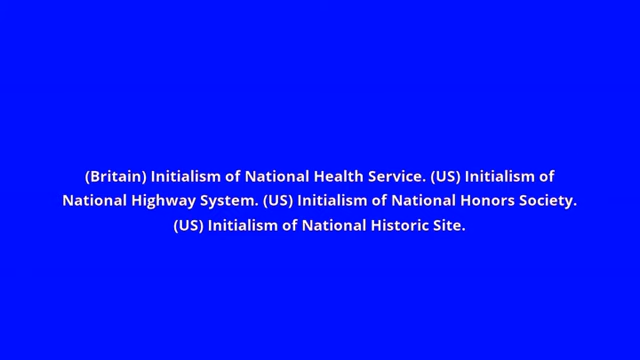 (Britain) Initialism of National Health Service. (US) Initialism of
National Highway System. (US) Initialism of National Honors Society.
(US) Initialism of National Historic Site.